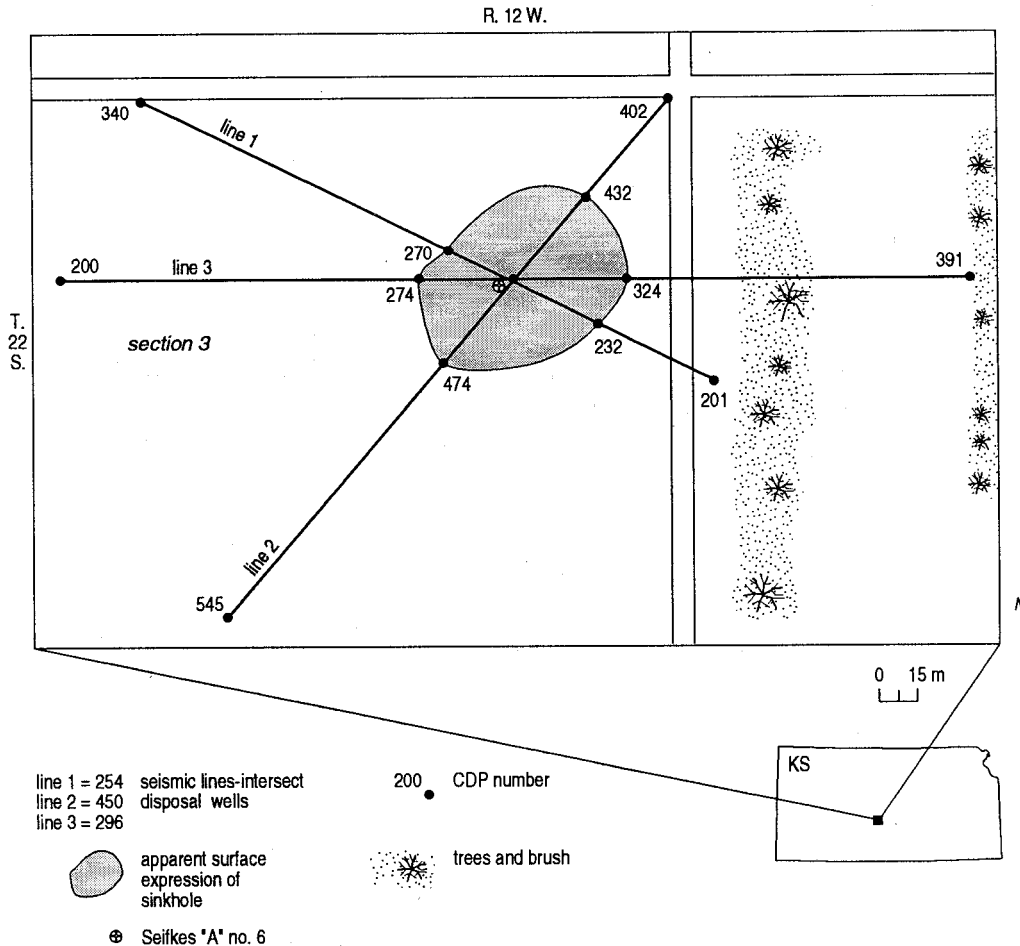 R. 12 W.
340
402
line 1
432
270
200
line 3
391
274
324
T.
22
S.
section 3
232
474
201
line 2
545
0 15 m
KS
line 1 = 254 seismic lines-intersect
line 2 = 450 disposal wells
line 3 = 296
200 CDP number
apparent surface
expression of
sinkhole
trees and brush
Seifkes "A" no. 6